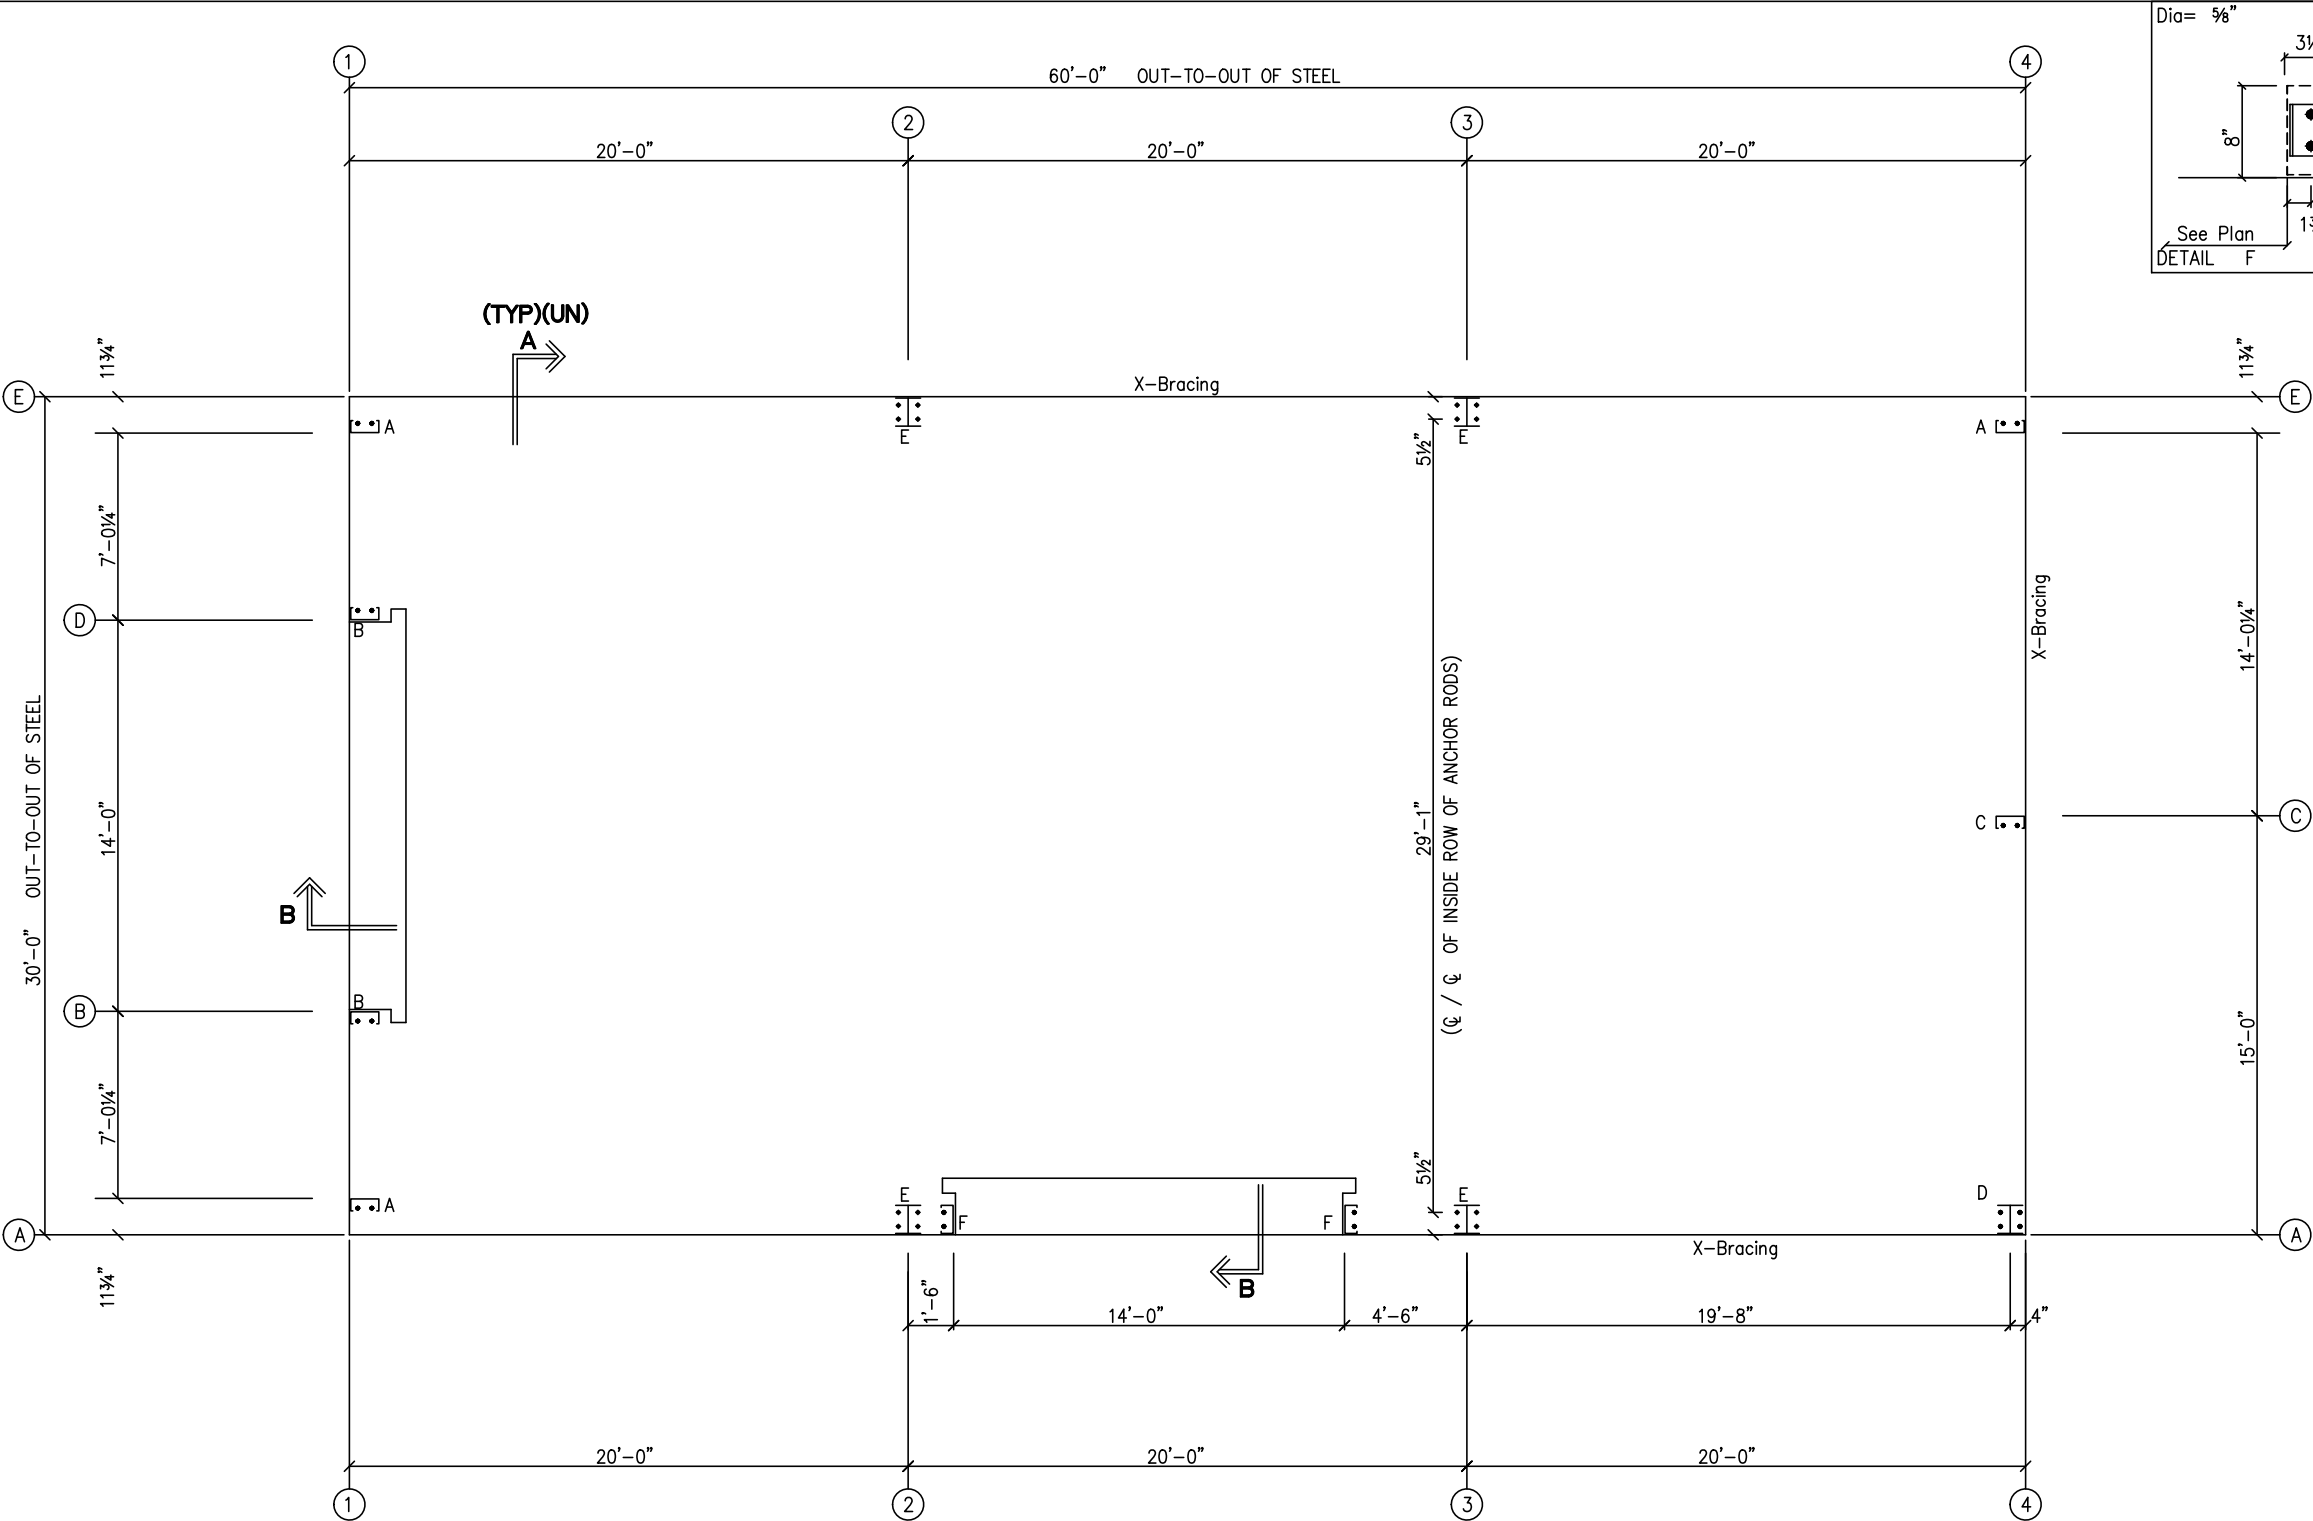 Dia= ⅝"
8"
See Plan
DETAIL F
1
4
60'-0" OUT-TO-OUT OF STEEL
2
3
20'-0"
20'-0"
20'-0"
(TYP)(UN)
A
11¾"
11¾"
E
X-Bracing
E
A
E
E
A
5½"
7'-0¼"
D
B
X-Bracing
14'-0¼"
30'-0" OUT-TO-OUT OF STEEL
14'-0"
29'-1"
(℄ / ℄ OF INSIDE ROW OF ANCHOR RODS)
C
C
B
B
B
7'-0¼"
15'-0"
5½"
A
E
F
F
E
D
A
X-Bracing
A
11¾"
B
1'-6"
14'-0"
4'-6"
19'-8"
4"
20'-0"
20'-0"
20'-0"
1
2
3
4